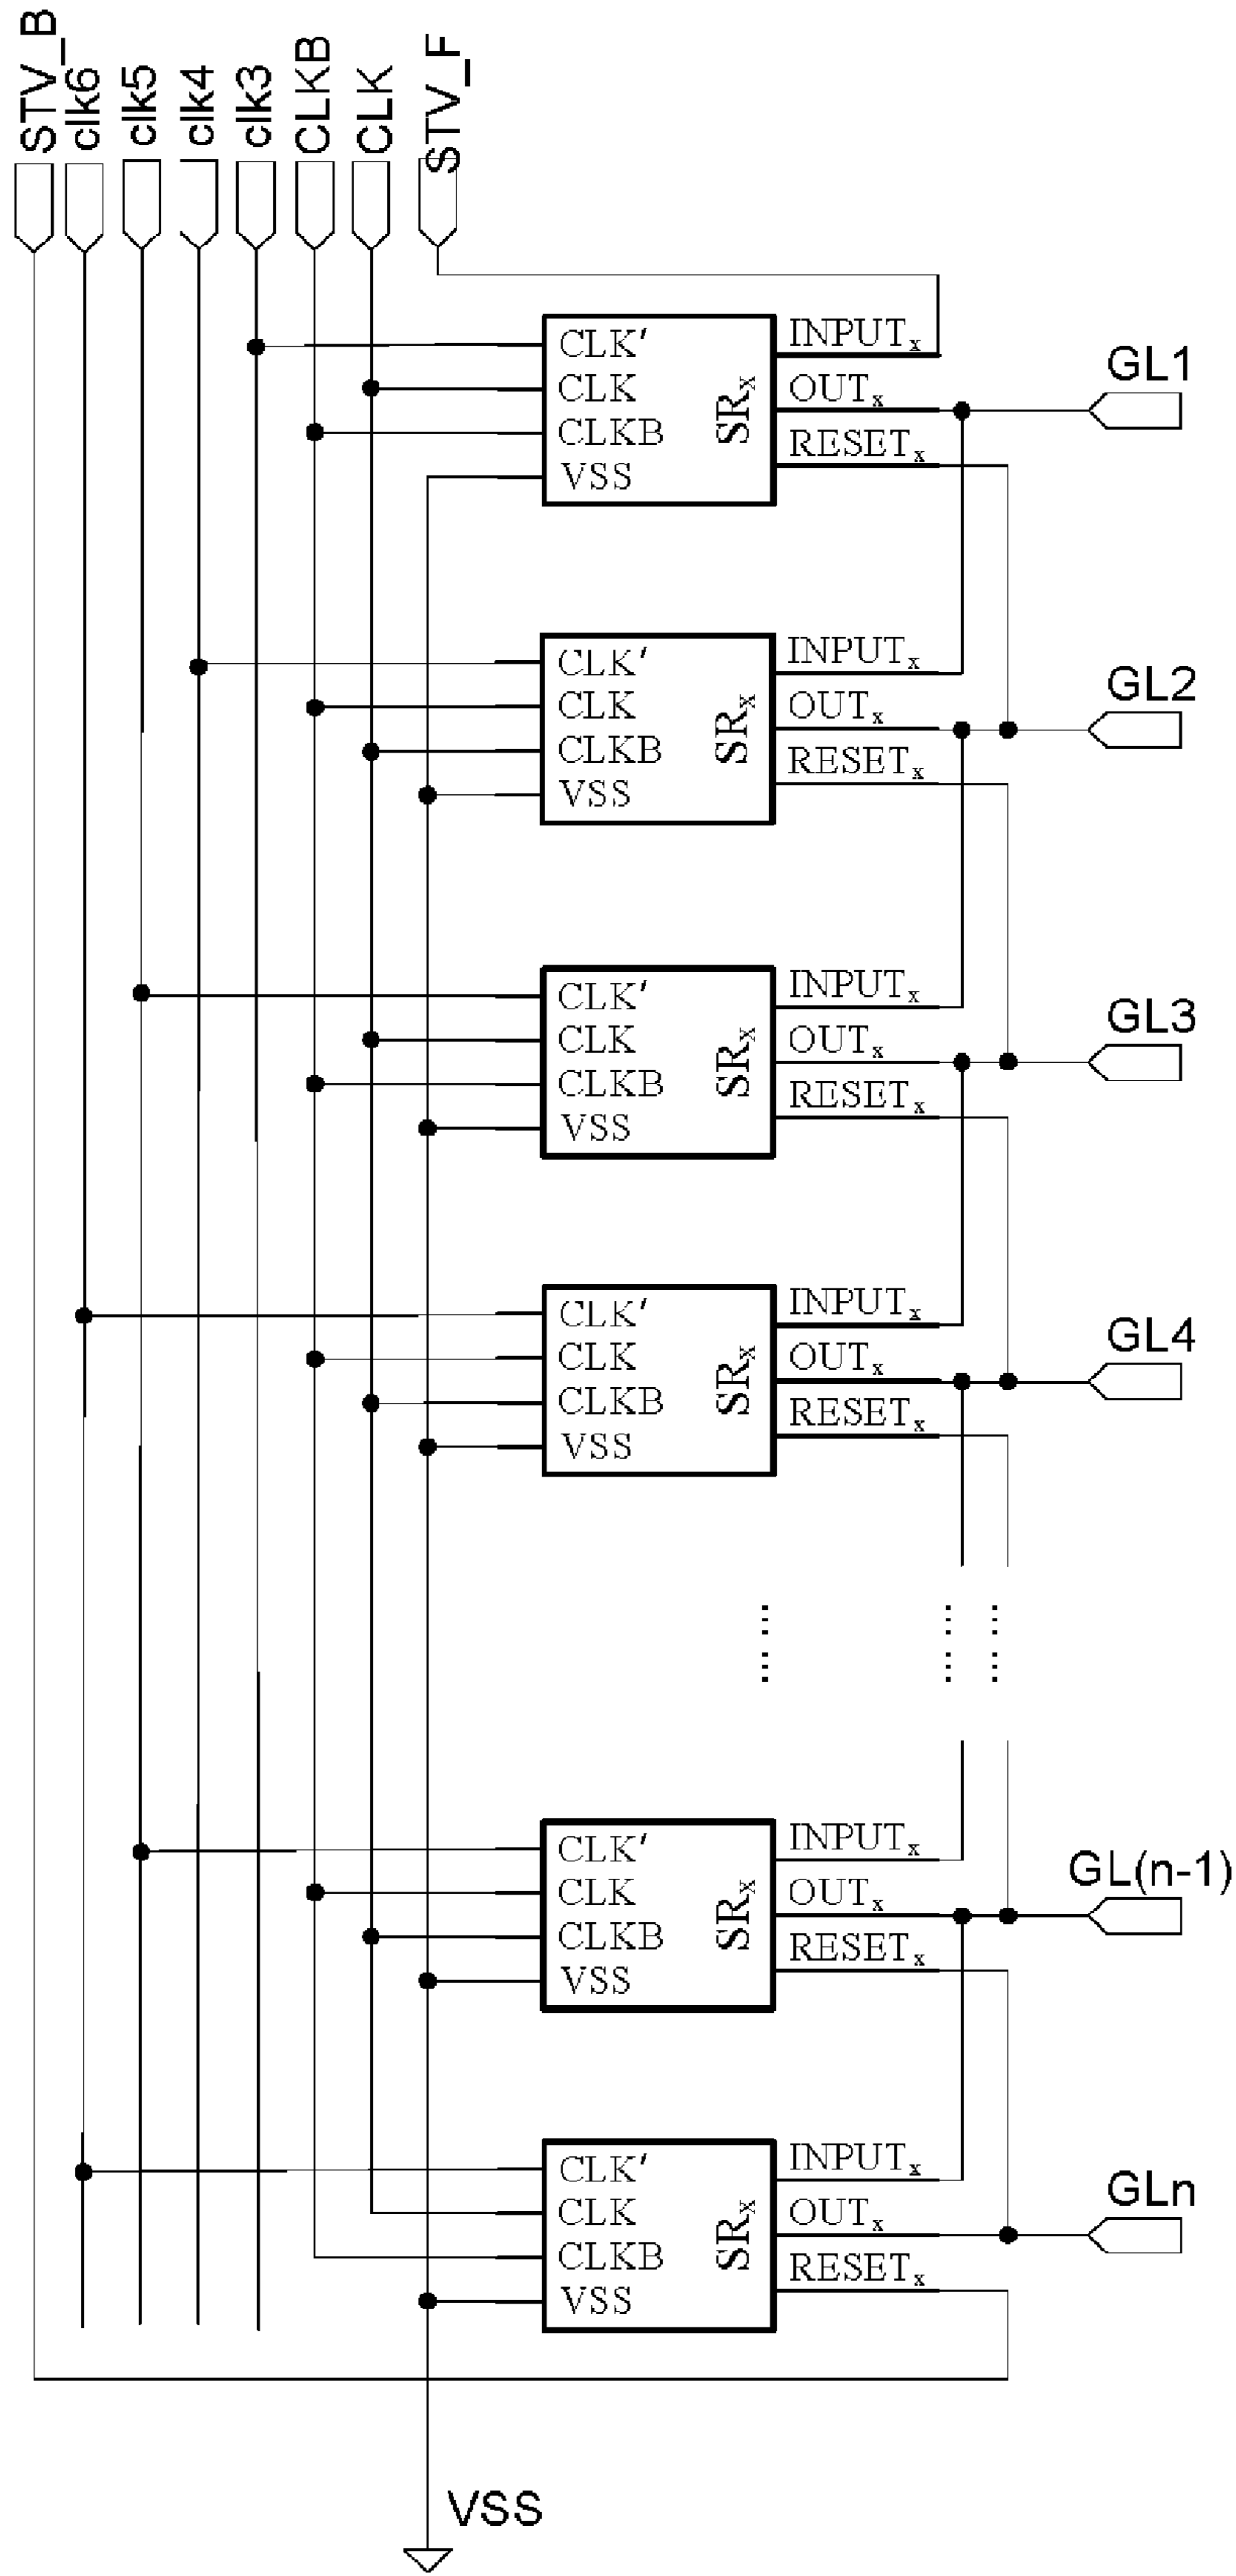 STV_B
clk6
clk5
clk4
clk3
CLKB
CLK
STV_F
CLK′
CLK
CLKB
VSS
SRx
INPUTx
OUTx
RESETx
GL1
CLK′
CLK
CLKB
VSS
SRx
INPUTx
OUTx
RESETx
GL2
CLK′
CLK
CLKB
VSS
SRx
INPUTx
OUTx
RESETx
GL3
CLK′
CLK
CLKB
VSS
SRx
INPUTx
OUTx
RESETx
GL4
...... ...... ......
CLK′
CLK
CLKB
VSS
SRx
INPUTx
OUTx
RESETx
GL(n-1)
CLK′
CLK
CLKB
VSS
SRx
INPUTx
OUTx
RESETx
GLn
VSS